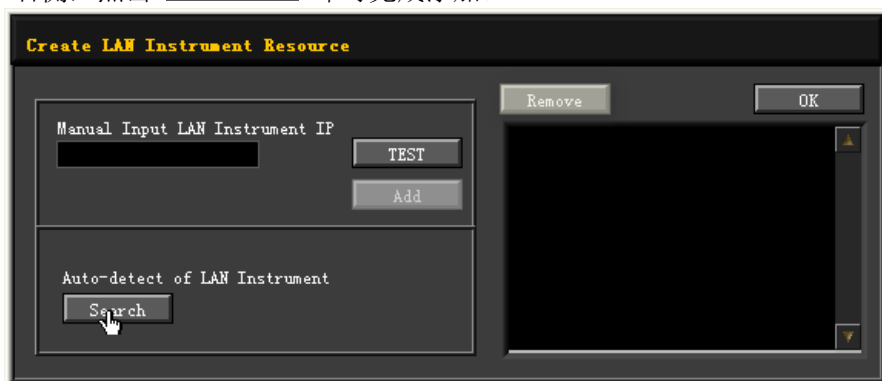 Create LAN Instrument Resource
Remove
OK
Manual Input LAN Instrument IP
TEST
Add
Auto-detect of LAN Instrument
Search